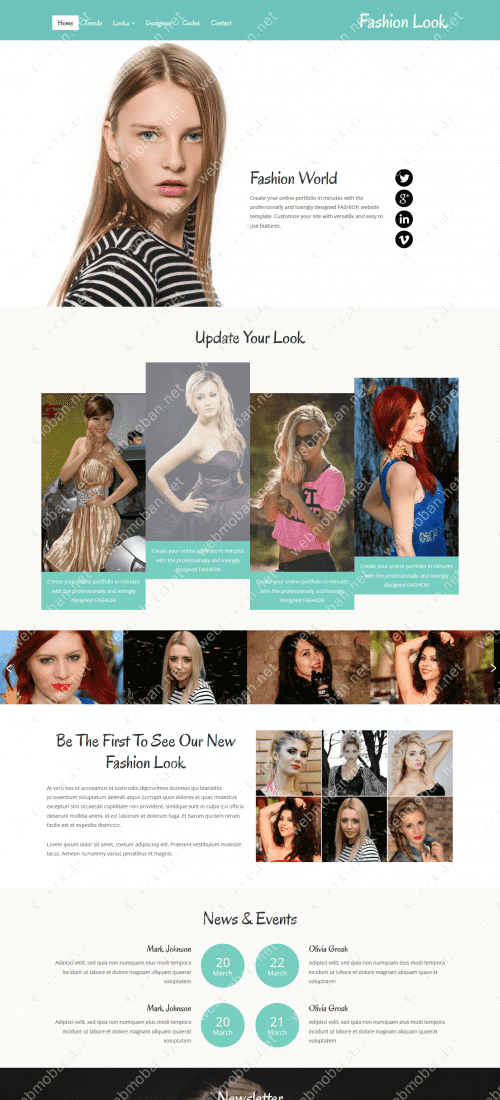 Home Trends Looks Designers Codes Contact
Fashion Look
Fashion World
Create your online portfolio in minutes with the
professionally and lovingly designed FASHION website
template. Customize your site with versatile and easy to
use features.
Update Your Look
Create your online portfolio in minutes
with the professionally and lovingly
designed FASHION
Create your online portfolio in minutes
with the professionally and lovingly
designed FASHION
Create your online portfolio in minutes
with the professionally and lovingly
designed FASHION
Create your online portfolio in minutes
with the professionally and lovingly
designed FASHION
Be The First To See Our New
Fashion Look
At vero eos et accusamus et iusto odio dignissimos ducimus qui blanditiis
praesentium voluptatum deleniti atque corrupti quos dolores et quas molestias
excepturi sint occaecati cupiditate non provident, similique sunt in culpa qui officia
deserunt mollitia animi, id est laborum et dolorum fuga. Et harum quidem rerum
facilis est et expedita distinctio.
Lorem ipsum dolor sit amet, coetuer adipiscing elit. Praesent vestibulum molestie
lacus. Aenean nonummy varius penatibus et magnis.
News & Events
Mark Johnson
Adipisci velit, sed quia non numquam eius modi tempora
incidunt ut labore et dolore magnam aliquam quaerat
voluptatem
20
March
22
March
Olivia Grosh
Adipisci velit, sed quia non numquam eius modi tempora
incidunt ut labore et dolore magnam aliquam quaerat
voluptatem
Mark Johnson
Adipisci velit, sed quia non numquam eius modi tempora
incidunt ut labore et dolore magnam aliquam quaerat
voluptatem
20
March
21
March
Olivia Grosh
Adipisci velit, sed quia non numquam eius modi tempora
incidunt ut labore et dolore magnam aliquam quaerat
voluptatem
Newsletter
webmoban.net